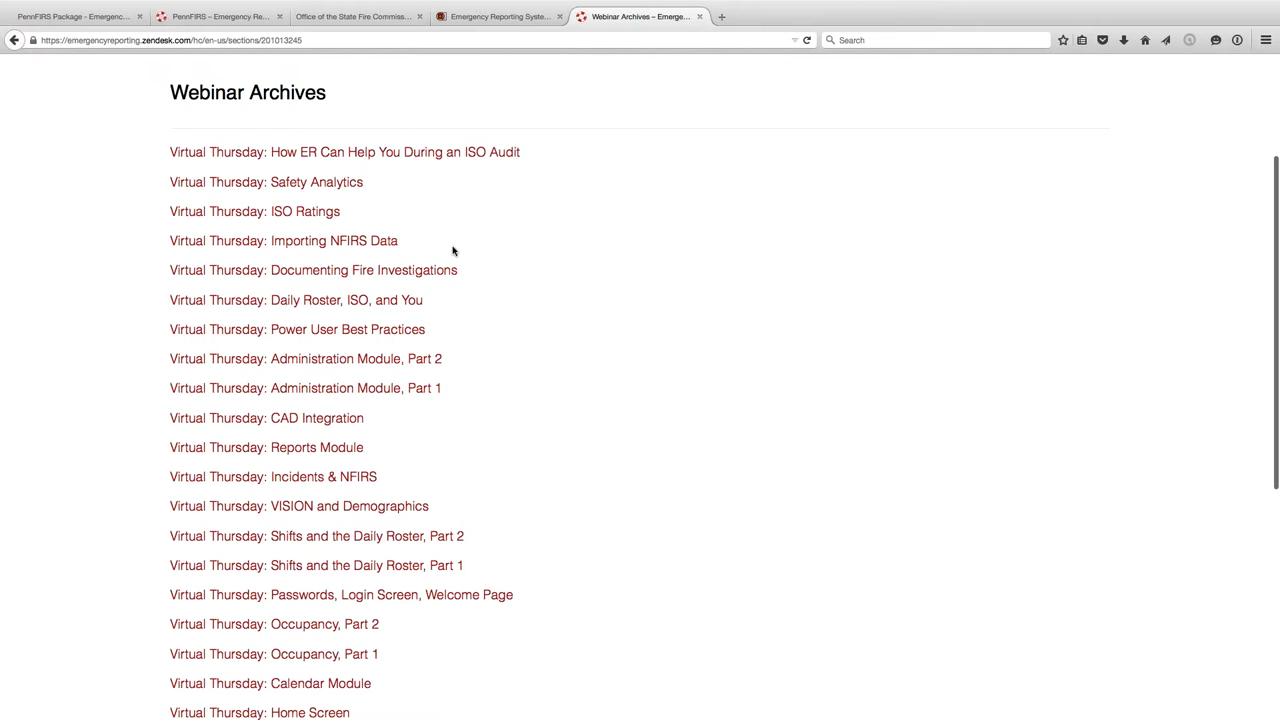 PennFIRS Package - Emergenc...
PennFIRS – Emergency Re...
Office of the State Fire Commiss...
Emergency Reporting Syste...
Webinar Archives – Emerge...
https://emergencyreporting.zendesk.com/hc/en-us/sections/201013245
Search
Webinar Archives
Virtual Thursday: How ER Can Help You During an ISO Audit
Virtual Thursday: Safety Analytics
Virtual Thursday: ISO Ratings
Virtual Thursday: Importing NFIRS Data
Virtual Thursday: Documenting Fire Investigations
Virtual Thursday: Daily Roster, ISO, and You
Virtual Thursday: Power User Best Practices
Virtual Thursday: Administration Module, Part 2
Virtual Thursday: Administration Module, Part 1
Virtual Thursday: CAD Integration
Virtual Thursday: Reports Module
Virtual Thursday: Incidents & NFIRS
Virtual Thursday: VISION and Demographics
Virtual Thursday: Shifts and the Daily Roster, Part 2
Virtual Thursday: Shifts and the Daily Roster, Part 1
Virtual Thursday: Passwords, Login Screen, Welcome Page
Virtual Thursday: Occupancy, Part 2
Virtual Thursday: Occupancy, Part 1
Virtual Thursday: Calendar Module
Virtual Thursday: Home Screen